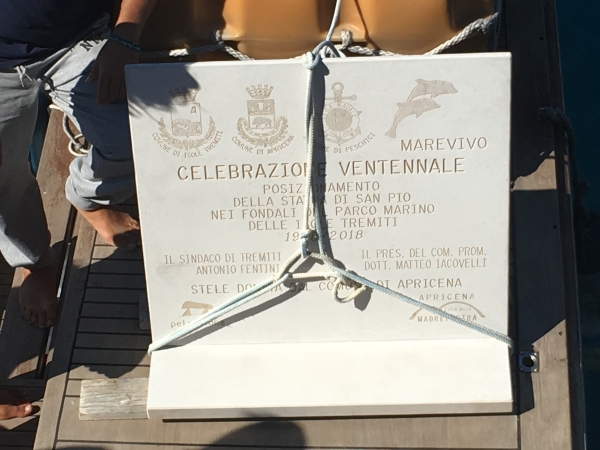 COMUNE DI ISOLE TREMITI
COMUNE DI APRICENA
DI PESCHICI
MAREVIVO
CELEBRAZIONE VENTENNALE
POSIZIONAMENTO
DELLA STATUA DI SAN PIO
NEI FONDALI DEL PARCO MARINO
DELLE ISOLE TREMITI
2018
IL SINDACO DI TREMITI
ANTONIO FENTINI
IL PRES. DEL COM. PROM.
DOTT. MATTEO IACOVELLI
STELE DAL COMUNE DI APRICENA
APRICENA